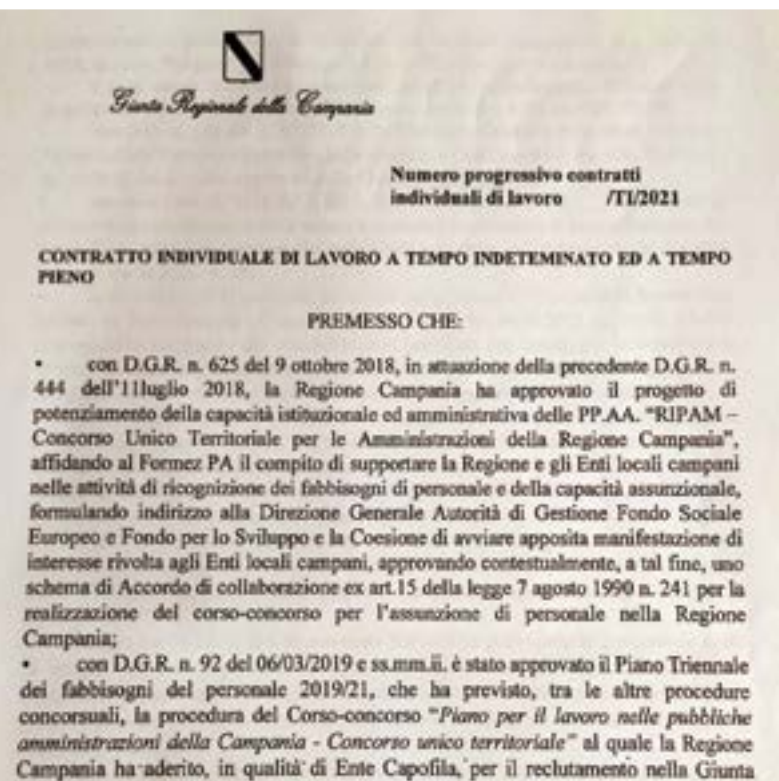 Giunta Regionale della Campania
Numero progressivo contratti
individuali di lavoro /TI/2021
CONTRATTO INDIVIDUALE DI LAVORO A TEMPO INDETEMINATO ED A TEMPO
PIENO
PREMESSO CHE:
• con D.G.R. n. 625 del 9 ottobre 2018, in attuazione della precedente D.G.R. n.
444 dell'11luglio 2018, la Regione Campania ha approvato il progetto di
potenziamento della capacità istituzionale ed amministrativa delle PP.AA. “RIPAM –
Concorso Unico Territoriale per le Amministrazioni della Regione Campania”,
affidando al Formez PA il compito di supportare la Regione e gli Enti locali campani
nelle attività di ricognizione dei fabbisogni di personale e della capacità assunzionale,
formulando indirizzo alla Direzione Generale Autorità di Gestione Fondo Sociale
Europeo e Fondo per lo Sviluppo e la Coesione di avviare apposita manifestazione di
interesse rivolta agli Enti locali campani, approvando contestualmente, a tal fine, uno
schema di Accordo di collaborazione ex art.15 della legge 7 agosto 1990 n. 241 per la
realizzazione del corso-concorso per l'assunzione di personale nella Regione
Campania;
• con D.G.R. n. 92 del 06/03/2019 e ss.mm.ii. è stato approvato il Piano Triennale
dei fabbisogni del personale 2019/21, che ha previsto, tra le altre procedure
concorsuali, la procedura del Corso-concorso “Piano per il lavoro nelle pubbliche
amministrazioni della Campania - Concorso unico territoriale” al quale la Regione
Campania ha aderito, in qualità di Ente Capofila, per il reclutamento nella Giunta